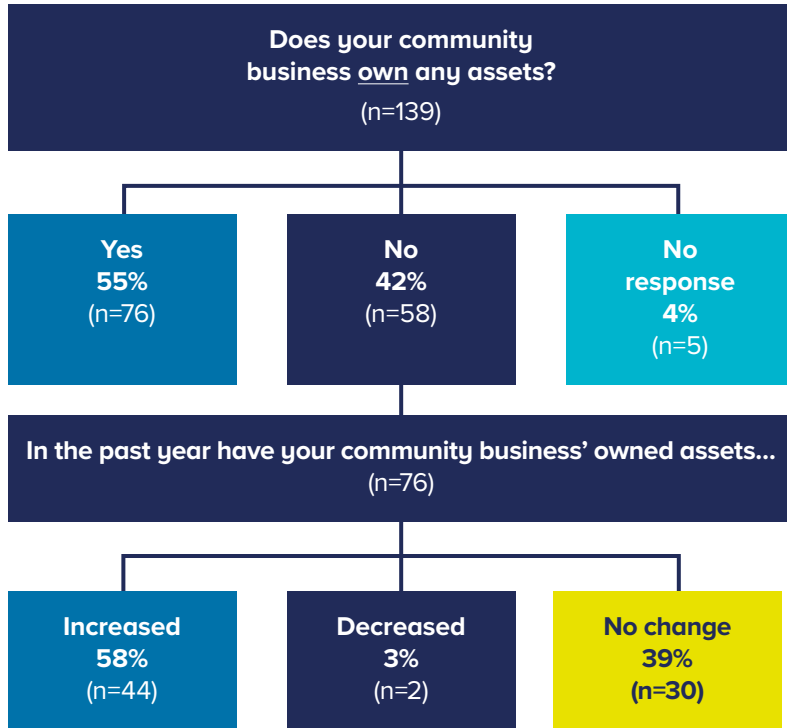 Does your community
business own any assets?
(n=139)
Yes
55%
(n=76)
No
42%
(n=58)
No
response
4%
(n=5)
In the past year have your community business’ owned assets...
(n=76)
Increased
58%
(n=44)
Decreased
3%
(n=2)
No change
39%
(n=30)